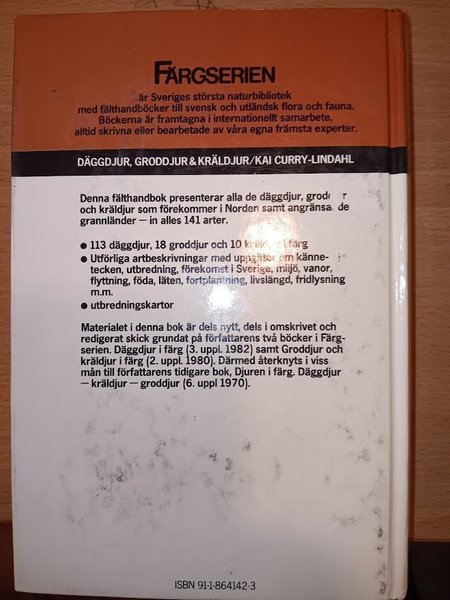 FÄRGSERIEN
är Sveriges största naturbibliotek
med fälthandböcker till svensk och utländsk flora och fauna.
Böckerna är framtagna i internationellt samarbete,
alltid skrivna eller bearbetade av våra egna främsta experter.
DÄGGDJUR, GRODDJUR & KRÄLDJUR/KAI CURRY-LINDAHL
Denna fälthandbok presenterar alla de däggdjur, groddjur
och kräldjur som förekommer i Norden samt angränsande
grannländer — in alles 141 arter.
● 113 däggdjur, 18 groddjur och 10 kräldjur i färg
● Utförliga artbeskrivningar med uppgifter om känne-
tecken, utbredning, förekomst i Sverige, miljö, vanor,
flyttning, föda, läten, fortplantning, livslängd, fridlysning
m.m.
● utbredningskartor
Materialet i denna bok är dels nytt, dels i omskrivet och
redigerat skick grundat på författarens två böcker i Färg-
serien. Däggdjur i färg (3. uppl. 1982) samt Groddjur och
kräldjur i färg (2. uppl. 1980). Därmed återknyts i viss
mån till författarens tidigare bok, Djuren i färg. Däggdjur
— kräldjur — groddjur (6. uppl 1970).
ISBN 91-1-864142-3